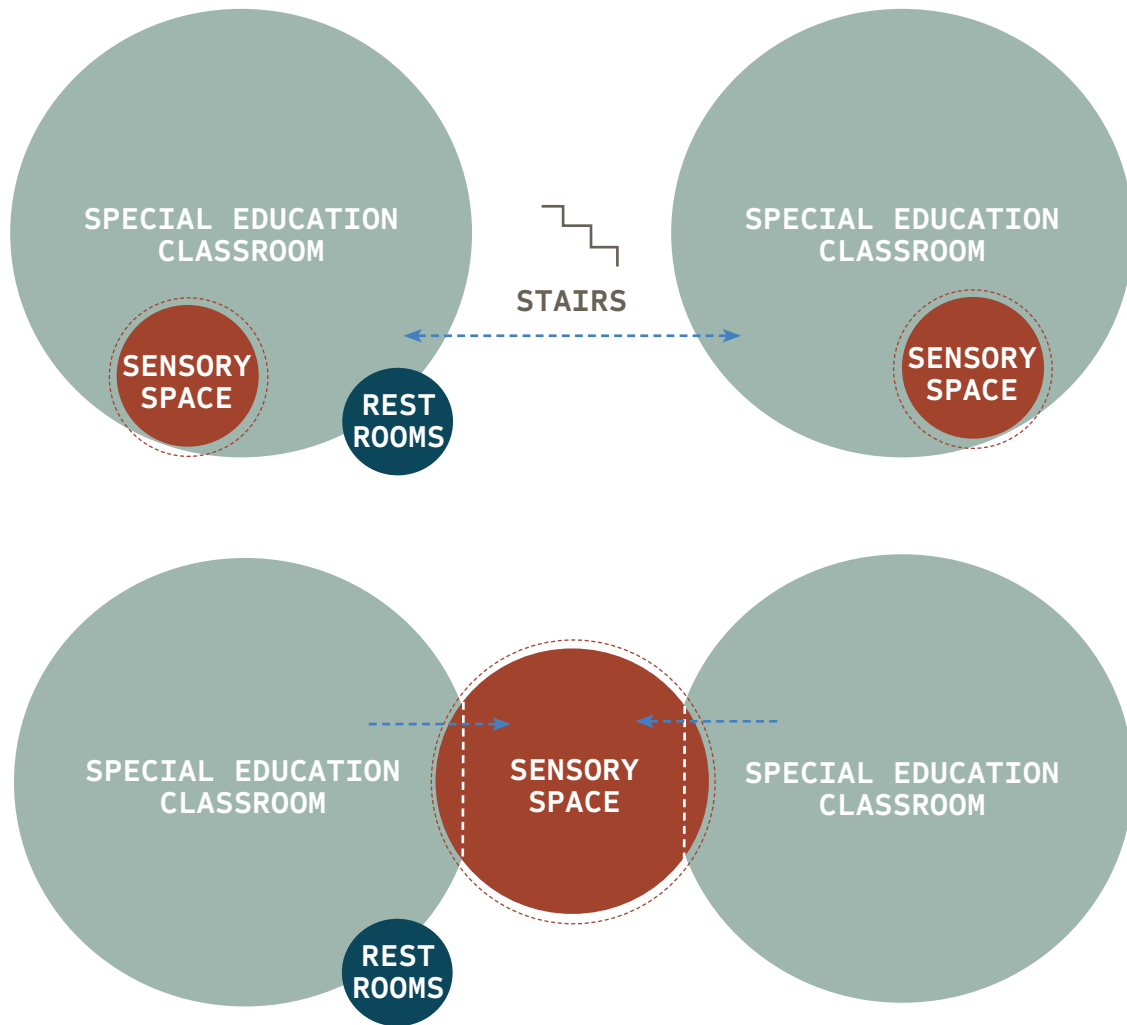 SPECIAL EDUCATION
CLASSROOM
SENSORY
SPACE
REST
ROOMS
STAIRS
SPECIAL EDUCATION
CLASSROOM
SENSORY
SPACE
SPECIAL EDUCATION
CLASSROOM
REST
ROOMS
SENSORY
SPACE
SPECIAL EDUCATION
CLASSROOM